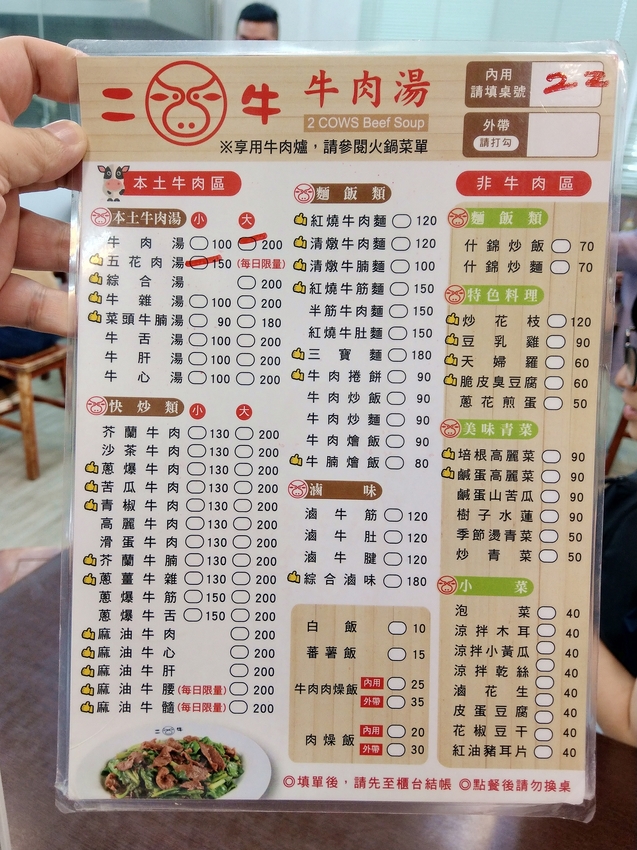 二 牛 牛肉湯
2 COWS Beef Soup
※享用牛肉爐，請參閱火鍋菜單
內用
請填桌號
22
外帶
請打勾
本土牛肉區
本土牛肉湯 小 大
牛肉湯 100 200
五花肉湯 150 (每日限量)
綜合湯 200
牛雜湯 100 200
菜頭牛腩湯 90 180
牛舌湯 100 200
牛肝湯 100 200
牛心湯 100 200
快炒類 小 大
芥蘭牛肉 130 200
沙茶牛肉 130 200
蔥爆牛肉 130 200
苦瓜牛肉 130 200
青椒牛肉 130 200
高麗牛肉 130 200
滑蛋牛肉 130 200
芥蘭牛腩 130 200
蔥薑牛雜 130 200
蔥爆牛筋 150 200
蔥爆牛舌 150 200
麻油牛肉 200
麻油牛心 200
麻油牛肝 200
麻油牛腰(每日限量) 200
麻油牛髓(每日限量) 200
二 牛
麵飯類
紅燒牛肉麵 120
清燉牛肉麵 120
清燉牛腩麵 100
紅燒牛筋麵 150
半筋牛肉麵 150
紅燒牛肚麵 150
三寶麵 180
牛肉捲餅 90
牛肉炒飯 90
牛肉炒麵 90
牛肉燴飯 90
牛腩燴飯 80
滷味
滷牛筋 120
滷牛肚 120
滷牛腱 120
綜合滷味 180
白飯 10
蕃薯飯 15
牛肉肉燥飯 內用 25
外帶 35
肉燥飯 內用 20
外帶 30
非牛肉區
麵飯類
什錦炒飯 70
什錦炒麵 70
特色料理
炒花枝 120
豆乳雞 90
天婦羅 60
脆皮臭豆腐 60
蔥花煎蛋 50
美味青菜
培根高麗菜 90
鹹蛋高麗菜 90
鹹蛋山苦瓜 90
樹子水蓮 90
季節燙青菜 50
炒青菜 50
小菜
泡菜 40
涼拌木耳 40
涼拌小黃瓜 40
涼拌乾絲 40
滷花生 40
皮蛋豆腐 40
花椒豆干 40
紅油豬耳片 40
◎填單後，請先至櫃台結帳 ◎點餐後請勿換桌